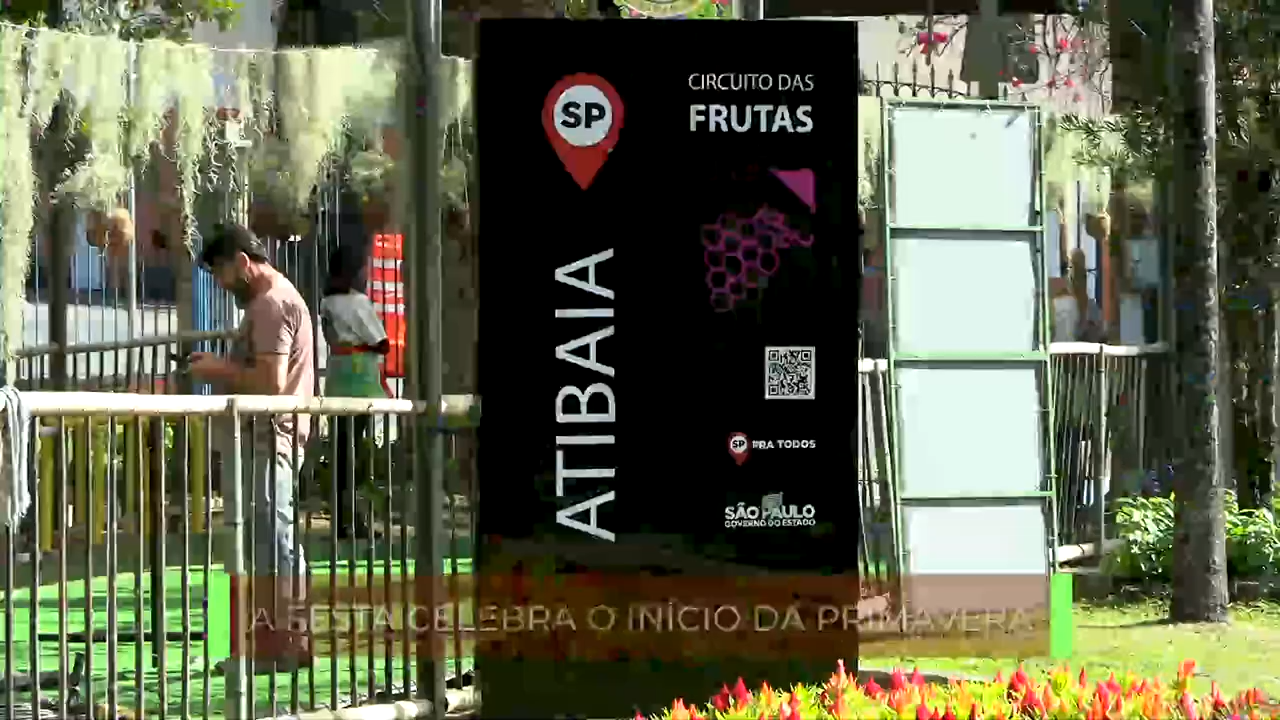 SP
CIRCUITO DAS
FRUTAS
ATIBAIA
SP PRA TODOS
SÃO PAULO
GOVERNO DO ESTADO
A FESTA CELEBRA O INÍCIO DA PRIMAVERA